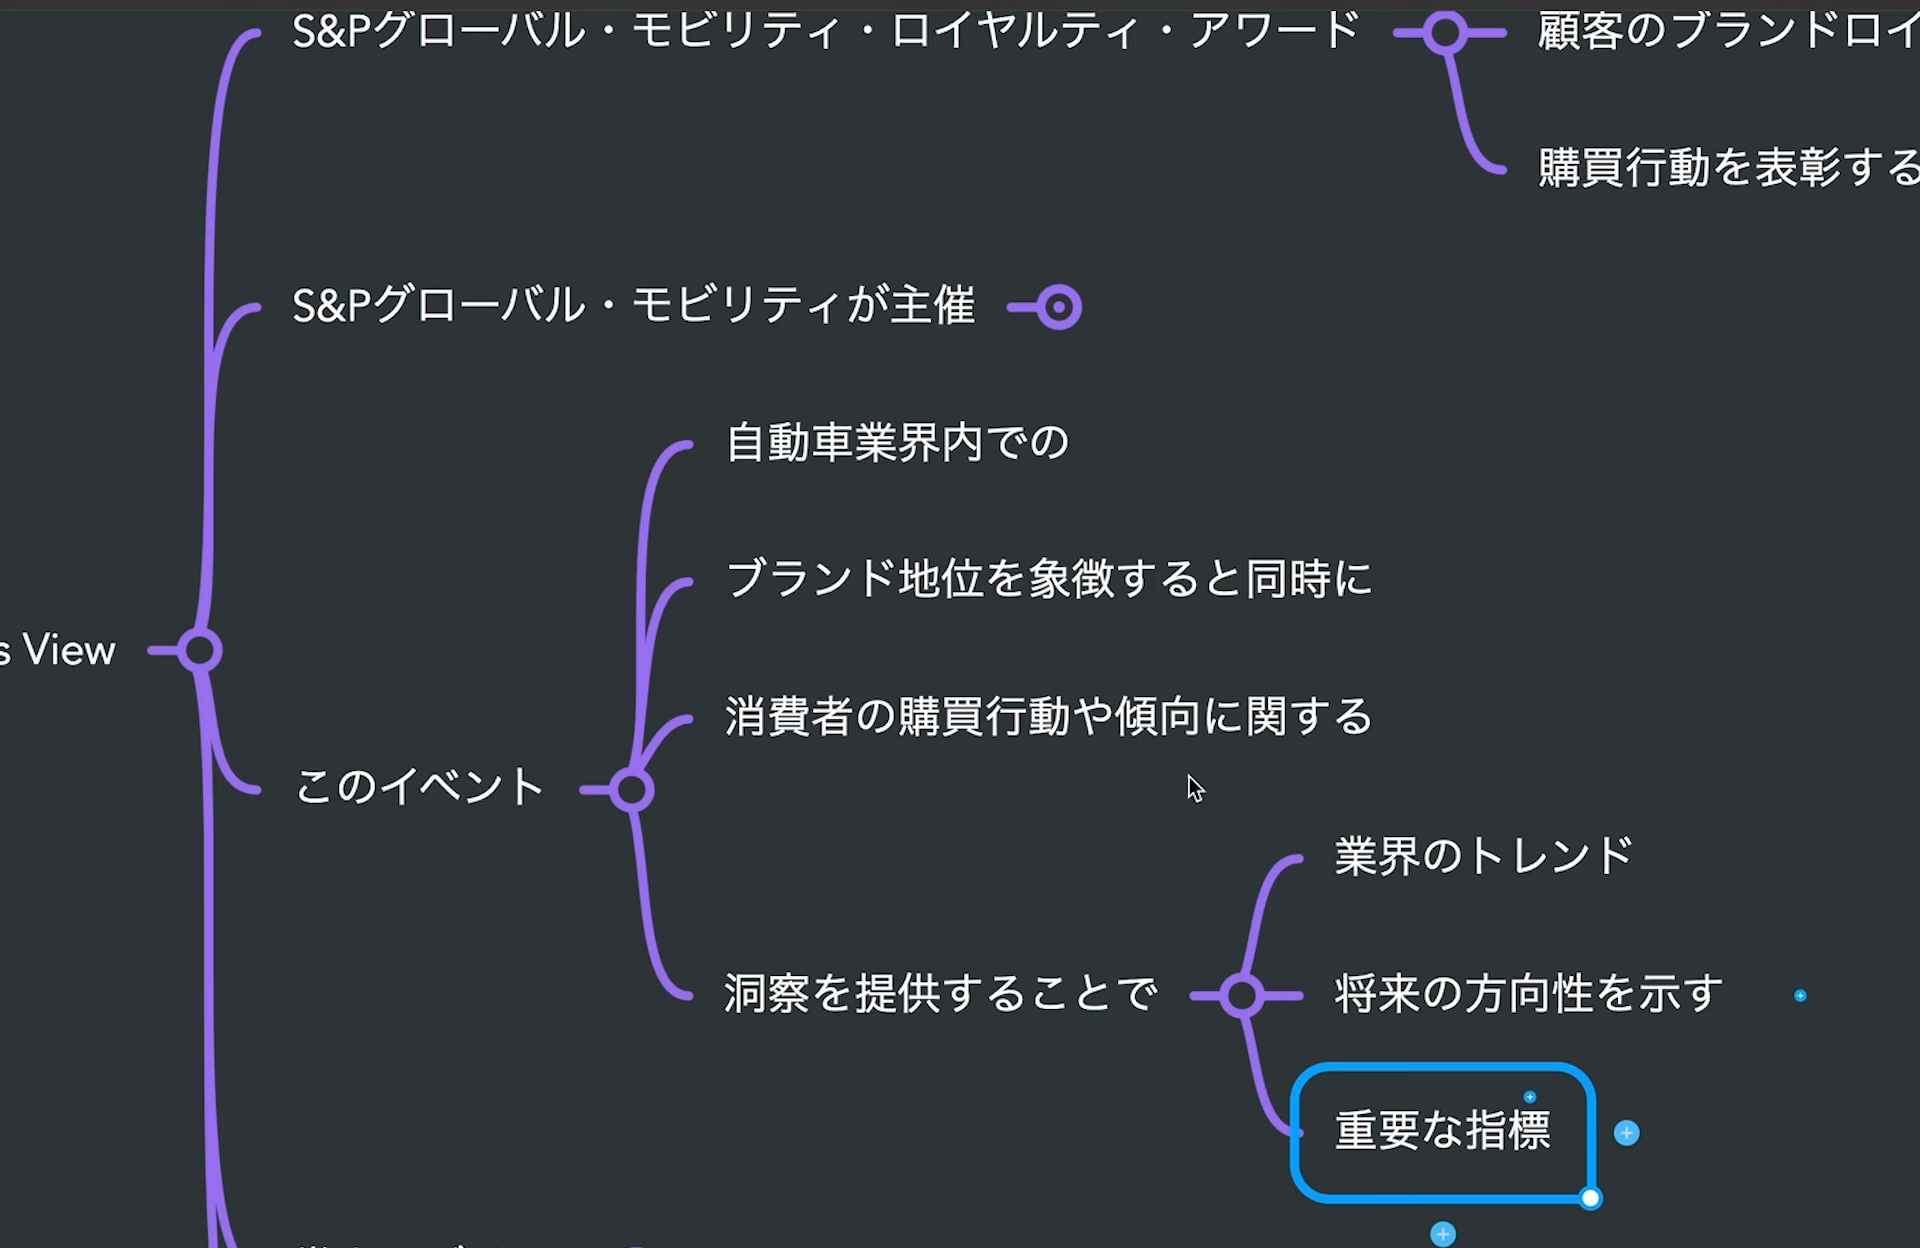 S&Pグローバル・モビリティ・ロイヤルティ・アワード
顧客のブランドロイ
購買行動を表彰する
S&Pグローバル・モビリティが主催
自動車業界内での
ブランド地位を象徴すると同時に
s View
消費者の購買行動や傾向に関する
このイベント
業界のトレンド
洞察を提供することで
将来の方向性を示す
重要な指標